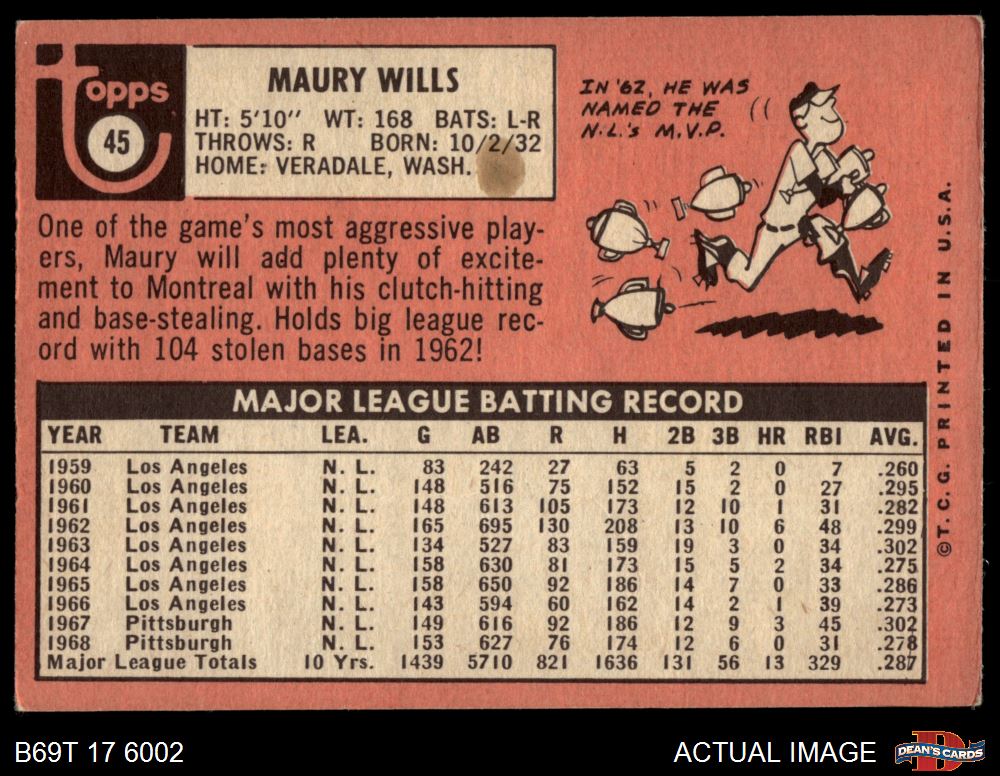 topps
45
MAURY WILLS
HT: 5'10" WT: 168 BATS: L-R
THROWS: R BORN: 10/2/32
HOME: VERADALE, WASH.
IN '62, HE WAS
NAMED THE
N.L.'s M.V.P.
One of the game's most aggressive play-
ers, Maury will add plenty of excite-
ment to Montreal with his clutch-hitting
and base-stealing. Holds big league rec-
ord with 104 stolen bases in 1962!
MAJOR LEAGUE BATTING RECORD
YEAR TEAM LEA. G AB R H 2B 3B HR RBI AVG.
1959 Los Angeles N. L. 83 242 27 63 5 2 0 7 .260
1960 Los Angeles N. L. 148 516 75 152 15 2 0 27 .295
1961 Los Angeles N. L. 148 613 105 173 12 10 1 31 .282
1962 Los Angeles N. L. 165 695 130 208 13 10 6 48 .299
1963 Los Angeles N. L. 134 527 83 159 19 3 0 34 .302
1964 Los Angeles N. L. 158 630 81 173 15 5 2 34 .275
1965 Los Angeles N. L. 158 650 92 186 14 7 0 33 .286
1966 Los Angeles N. L. 143 594 60 162 14 2 1 39 .273
1967 Pittsburgh N. L. 149 616 92 186 12 9 3 45 .302
1968 Pittsburgh N. L. 153 627 76 174 12 6 0 31 .278
Major League Totals 10 Yrs. 1439 5710 821 1636 131 56 13 329 .287
© T. C. G. PRINTED IN U.S.A.
B69T 17 6002
ACTUAL IMAGE
DEAN'S CARDS